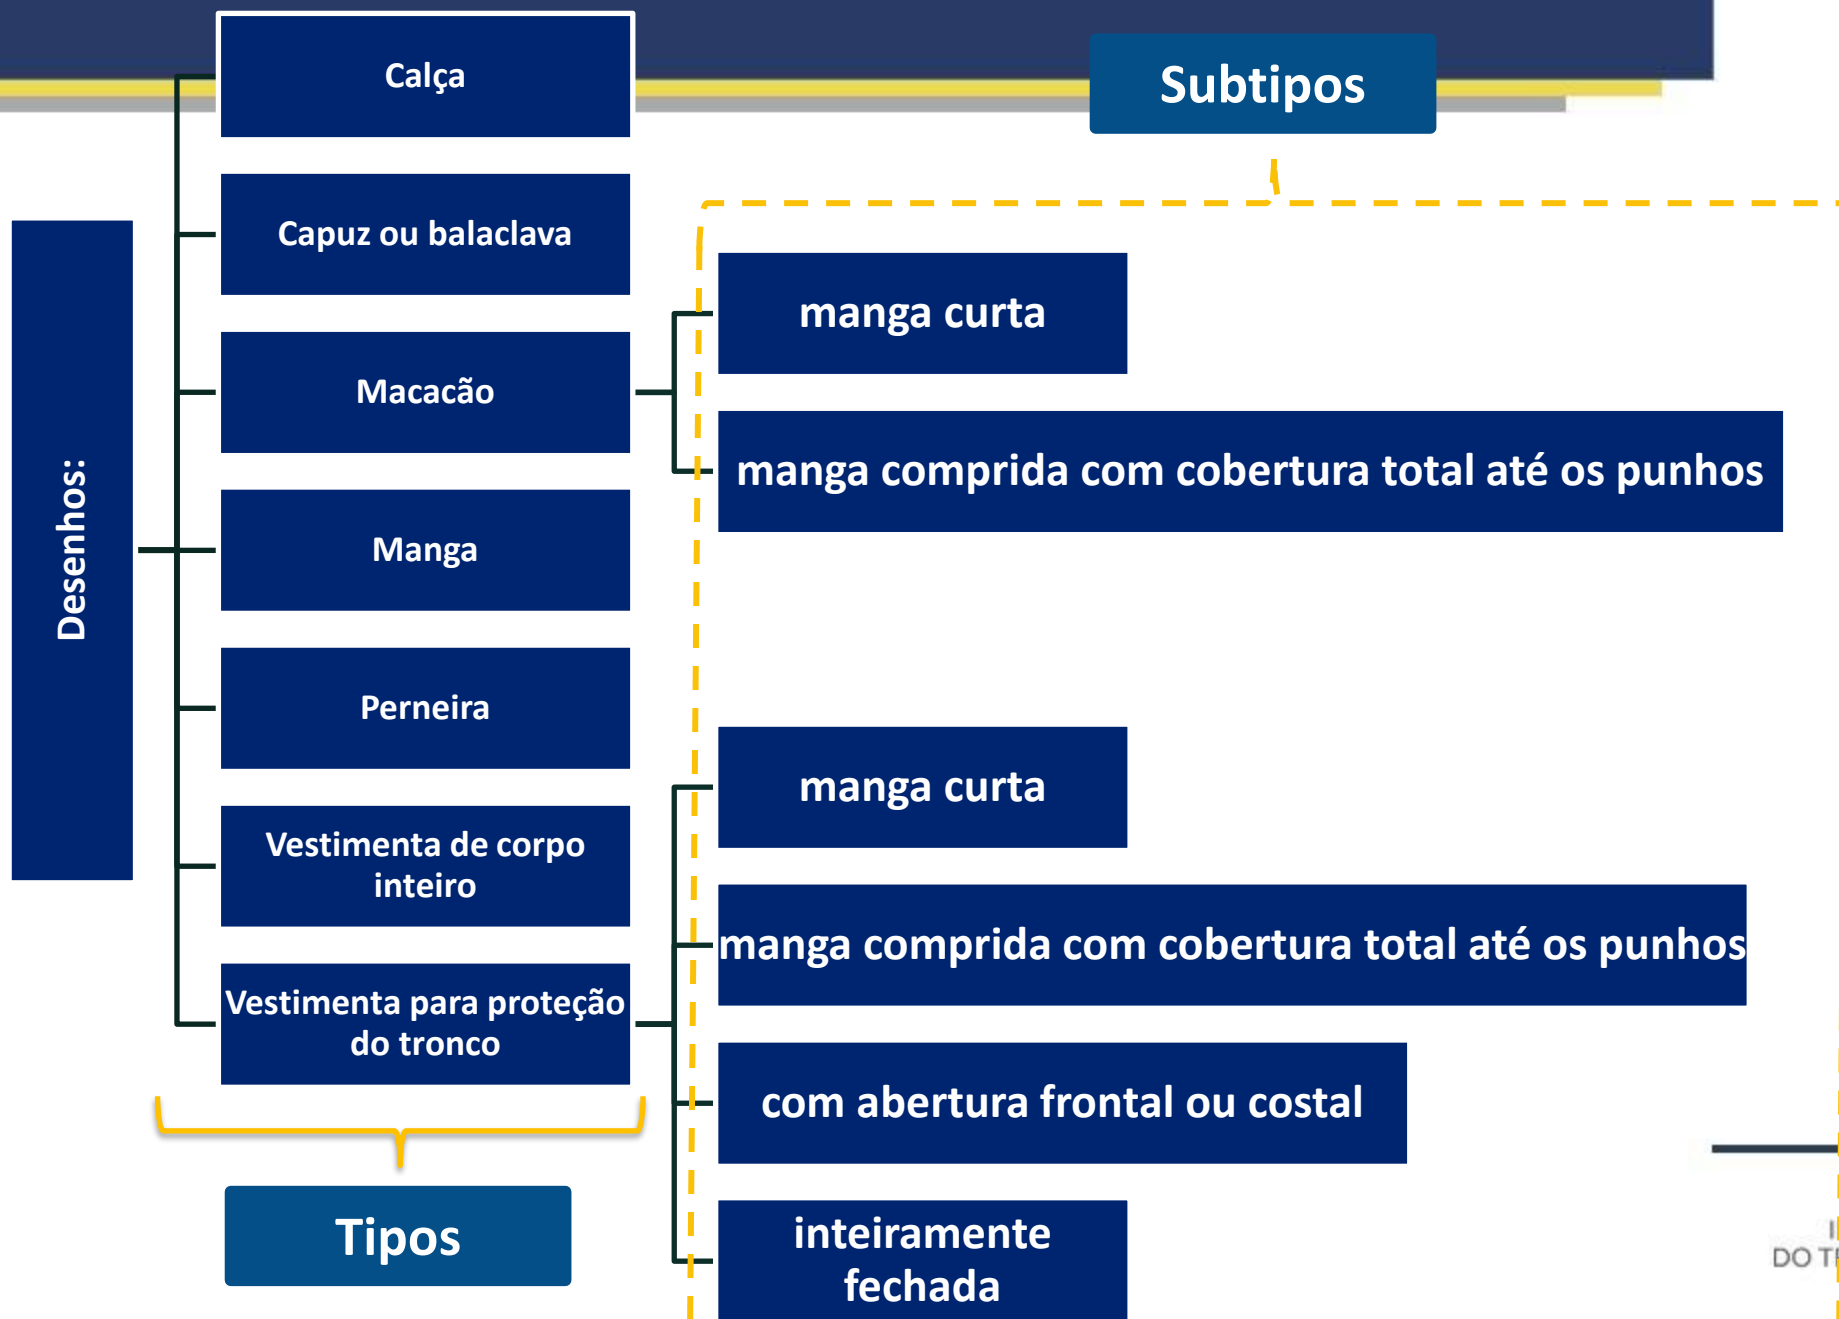 Subtipos
Desenhos:
Calça
Capuz ou balaclava
Macacão
manga curta
manga comprida com cobertura total até os punhos
Manga
Perneira
Vestimenta de corpo
inteiro
Vestimenta para proteção
do tronco
manga curta
manga comprida com cobertura total até os punhos
com abertura frontal ou costal
inteiramente
fechada
Tipos
DO